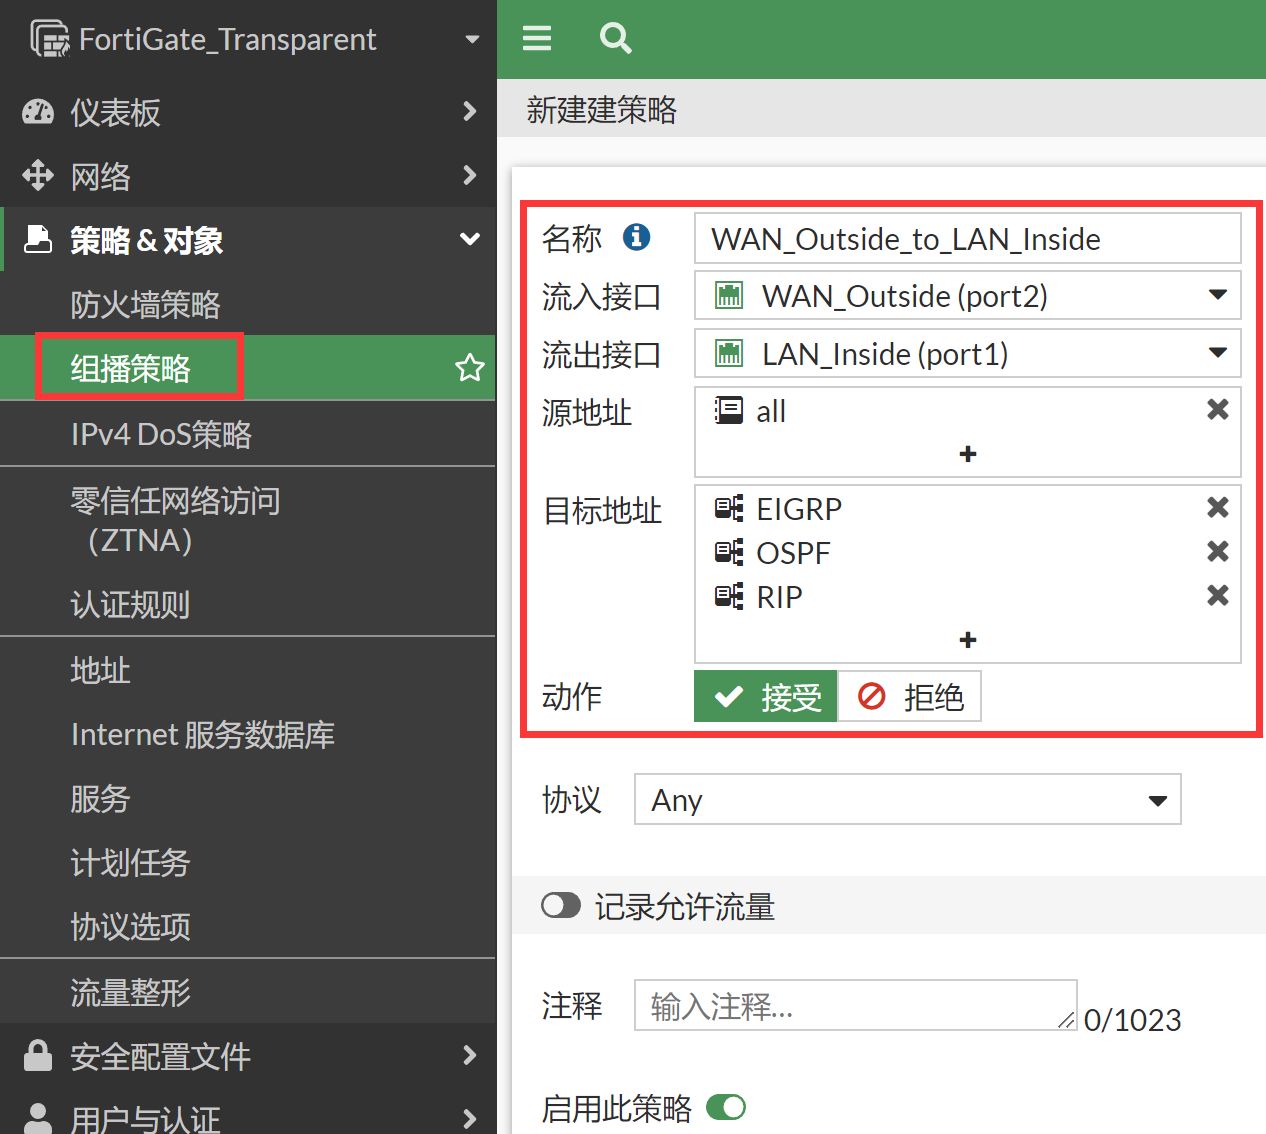 FortiGate_Transparent
仪表板
网络
策略 & 对象
防火墙策略
组播策略
IPv4 DoS策略
零信任网络访问
（ZTNA）
认证规则
地址
Internet 服务数据库
服务
计划任务
协议选项
流量整形
安全配置文件
用户与认证
新建建策略
名称 WAN_Outside_to_LAN_Inside
流入接口 WAN_Outside (port2)
流出接口 LAN_Inside (port1)
源地址 all
目标地址 EIGRP
OSPF
RIP
动作 接受 拒绝
协议 Any
记录允许流量
注释 输入注释... 0/1023
启用此策略